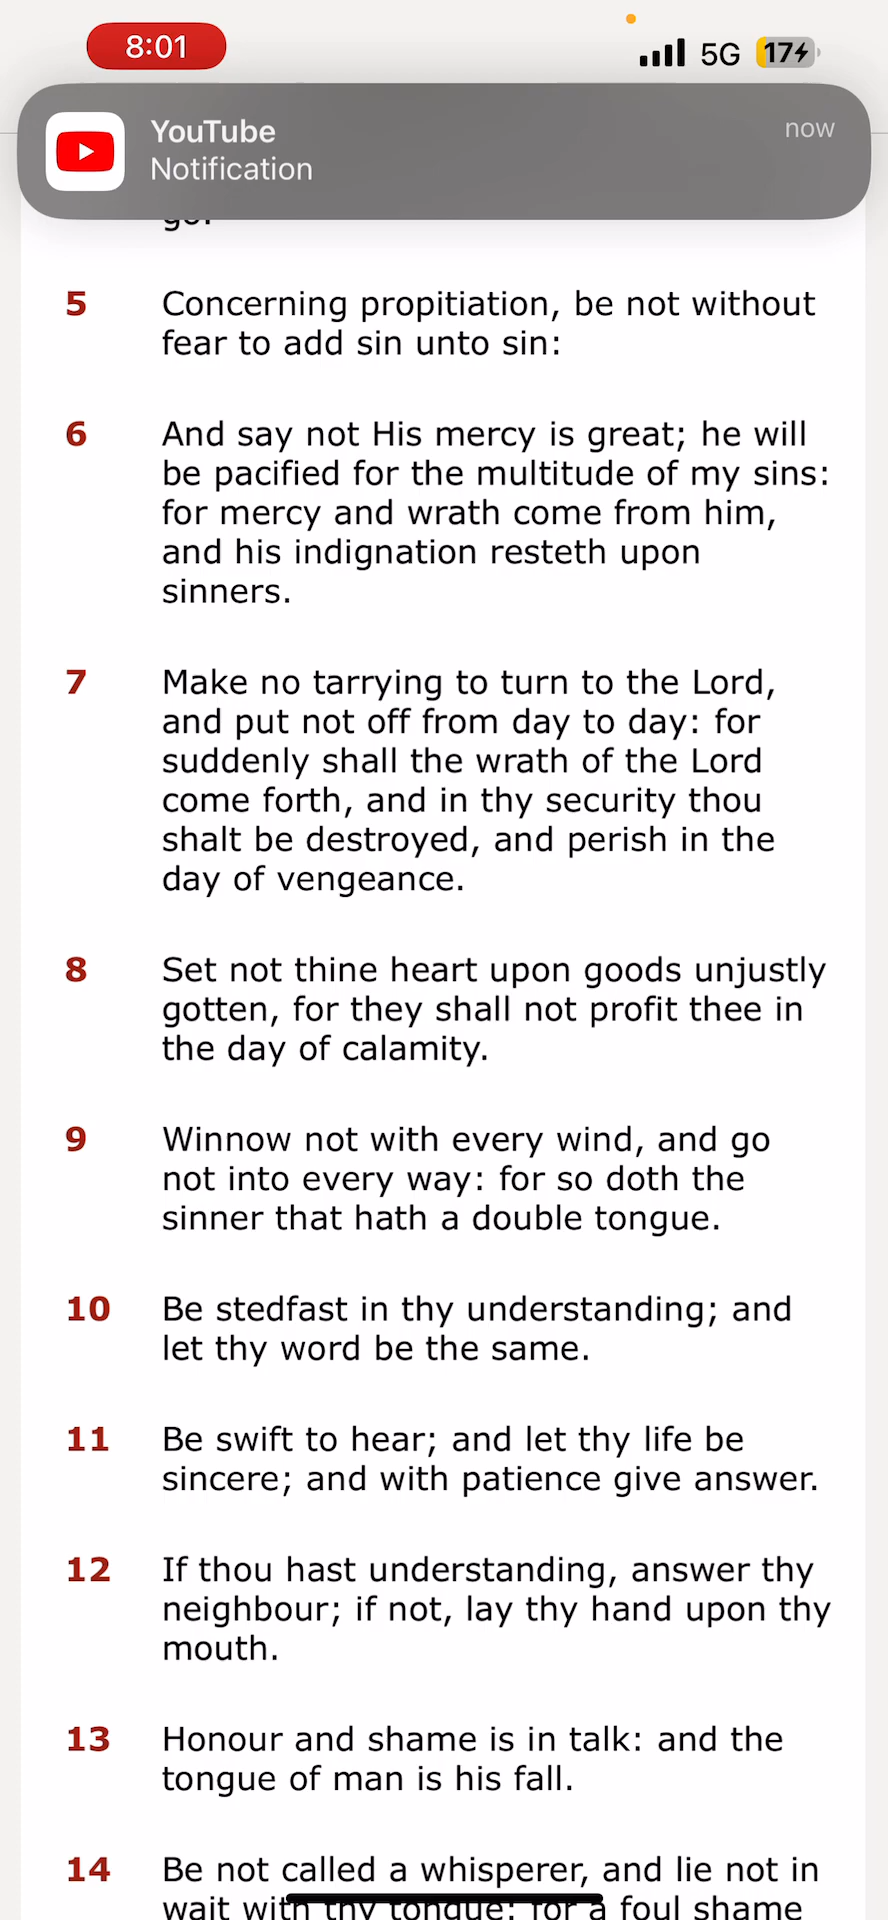 8:01
5G
17
YouTube
now
Notification
go.
5
Concerning propitiation, be not without
fear to add sin unto sin:
6
And say not His mercy is great; he will
be pacified for the multitude of my sins:
for mercy and wrath come from him,
and his indignation resteth upon
sinners.
7
Make no tarrying to turn to the Lord,
and put not off from day to day: for
suddenly shall the wrath of the Lord
come forth, and in thy security thou
shalt be destroyed, and perish in the
day of vengeance.
8
Set not thine heart upon goods unjustly
gotten, for they shall not profit thee in
the day of calamity.
9
Winnow not with every wind, and go
not into every way: for so doth the
sinner that hath a double tongue.
10
Be stedfast in thy understanding; and
let thy word be the same.
11
Be swift to hear; and let thy life be
sincere; and with patience give answer.
12
If thou hast understanding, answer thy
neighbour; if not, lay thy hand upon thy
mouth.
13
Honour and shame is in talk: and the
tongue of man is his fall.
14
Be not called a whisperer, and lie not in
wait with thy tongue: for a foul shame